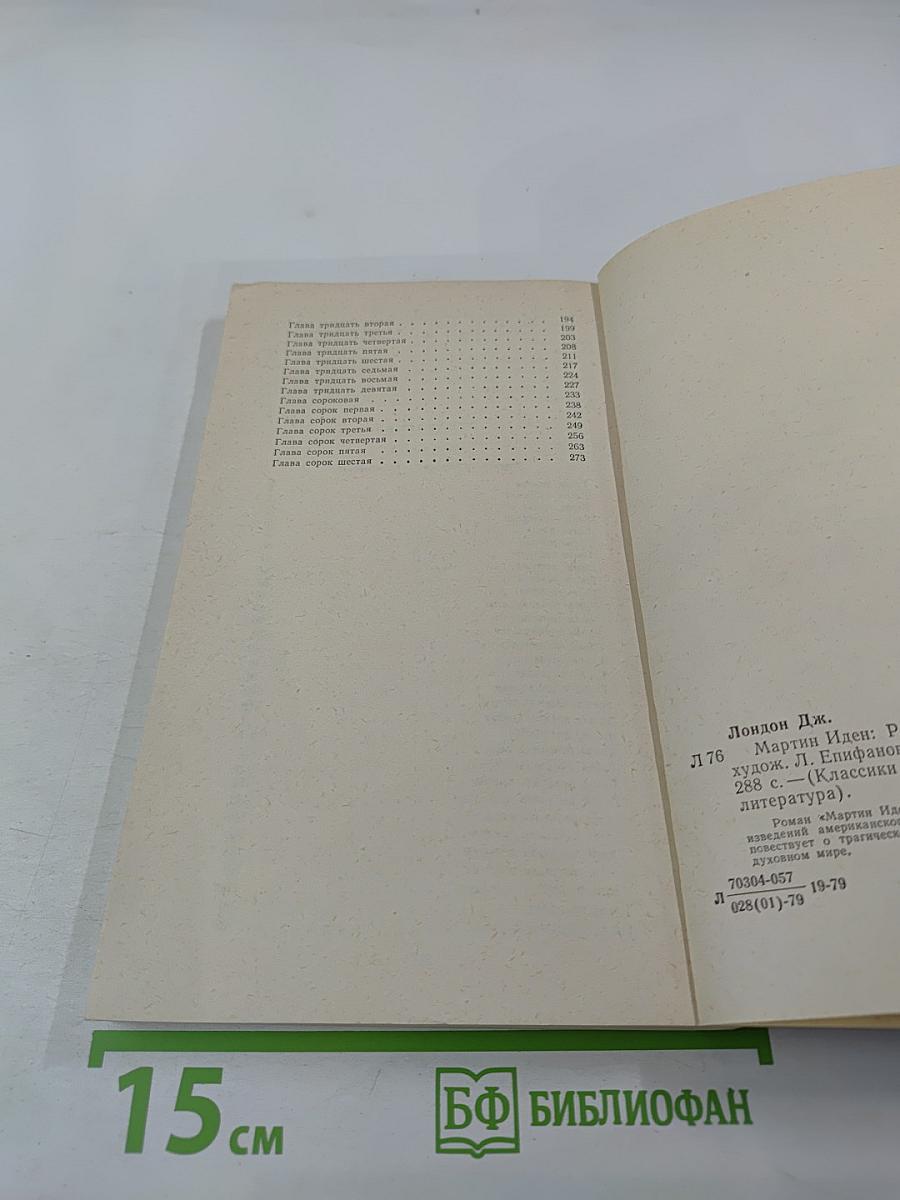 Глава тридцать вторая . . . . . . . . . . . . 194
Глава тридцать третья . . . . . . . . . . . . 199
Глава тридцать четвертая . . . . . . . . . . . 203
Глава тридцать пятая . . . . . . . . . . . . 208
Глава тридцать шестая . . . . . . . . . . . . 211
Глава тридцать седьмая . . . . . . . . . . . 217
Глава тридцать восьмая . . . . . . . . . . . 224
Глава тридцать девятая . . . . . . . . . . . 227
Глава сороковая . . . . . . . . . . . . . . 233
Глава сорок первая . . . . . . . . . . . . . 238
Глава сорок вторая . . . . . . . . . . . . . 242
Глава сорок третья . . . . . . . . . . . . . 249
Глава сорок четвертая . . . . . . . . . . . . 256
Глава сорок пятая . . . . . . . . . . . . . 263
Глава сорок шестая . . . . . . . . . . . . . 273
Лондон Дж.
Л 76 Мартин Иден: Р
худож. Л. Епифанов
288 с. — (Классики
литература).
Роман «Мартин Иде
изведений американског
повествует о трагическ
духовном мире.
Л 70304-057
028(01)-79 19-79
15 см
БФ БИБЛИОФАН